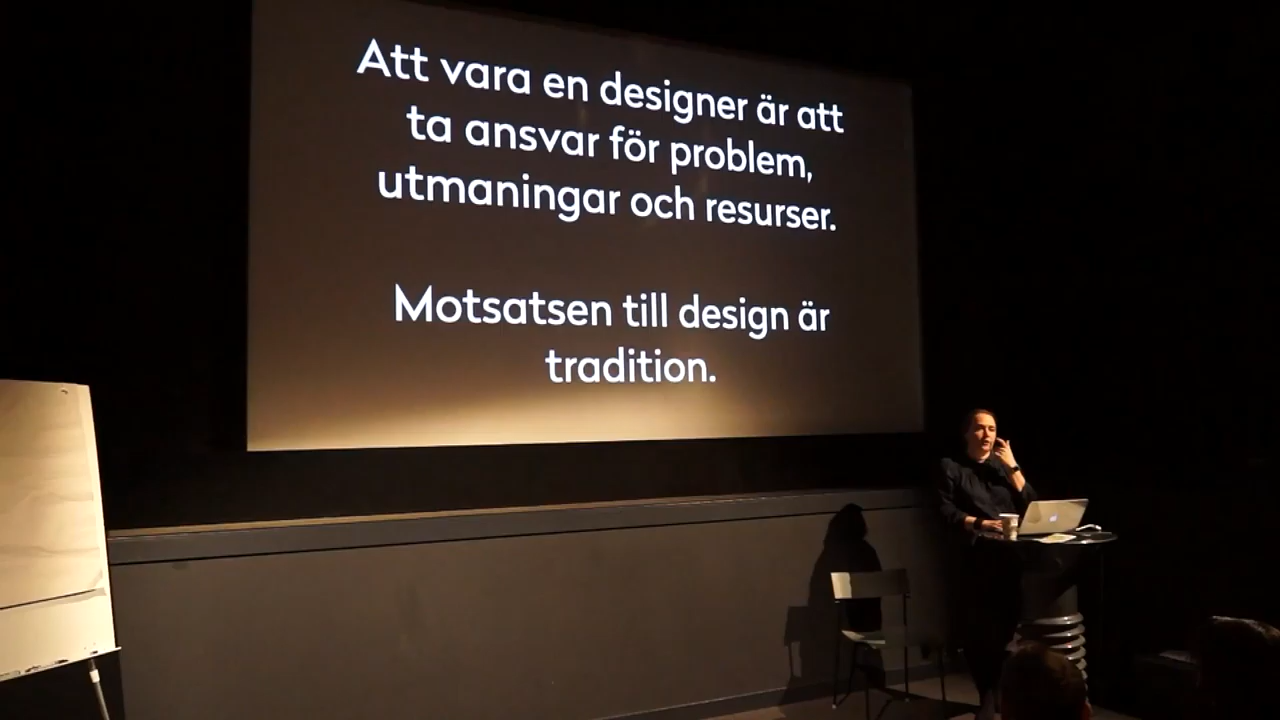 Att vara en designer är att
ta ansvar för problem,
utmaningar och resurser.
Motsatsen till design är
tradition.